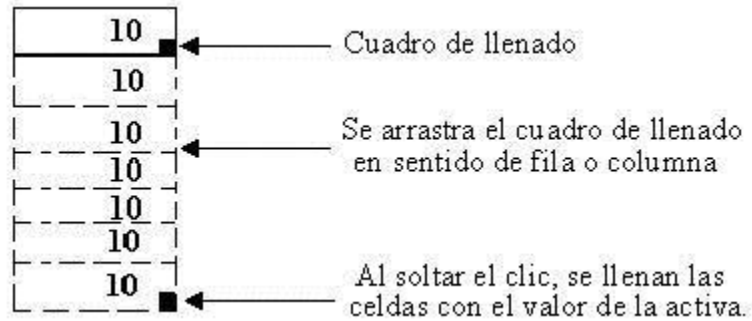 10
Cuadro de llenado
10
10
Se arrastra el cuadro de llenado
en sentido de fila o columna
10
10
10
10
Al soltar el clic, se llenan las
celdas con el valor de la activa.